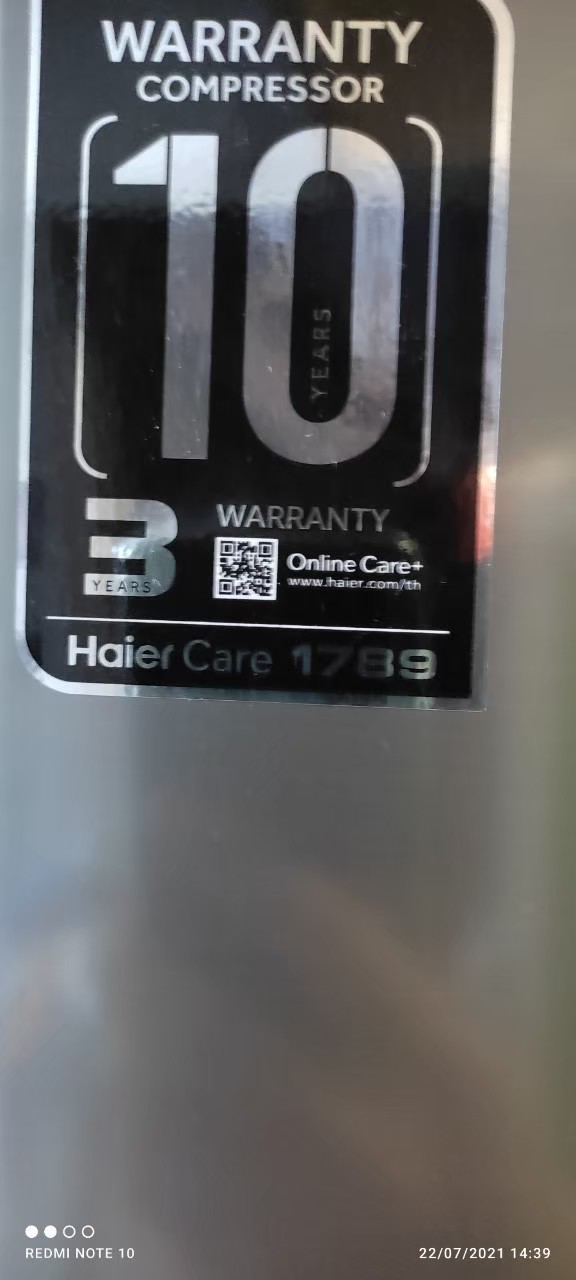 WARRANTY
COMPRESSOR
10
YEARS
3
YEARS
WARRANTY
Online Care+
www.haier.com/th
Haier Care 1789
REDMI NOTE 10
22/07/2021 14:39